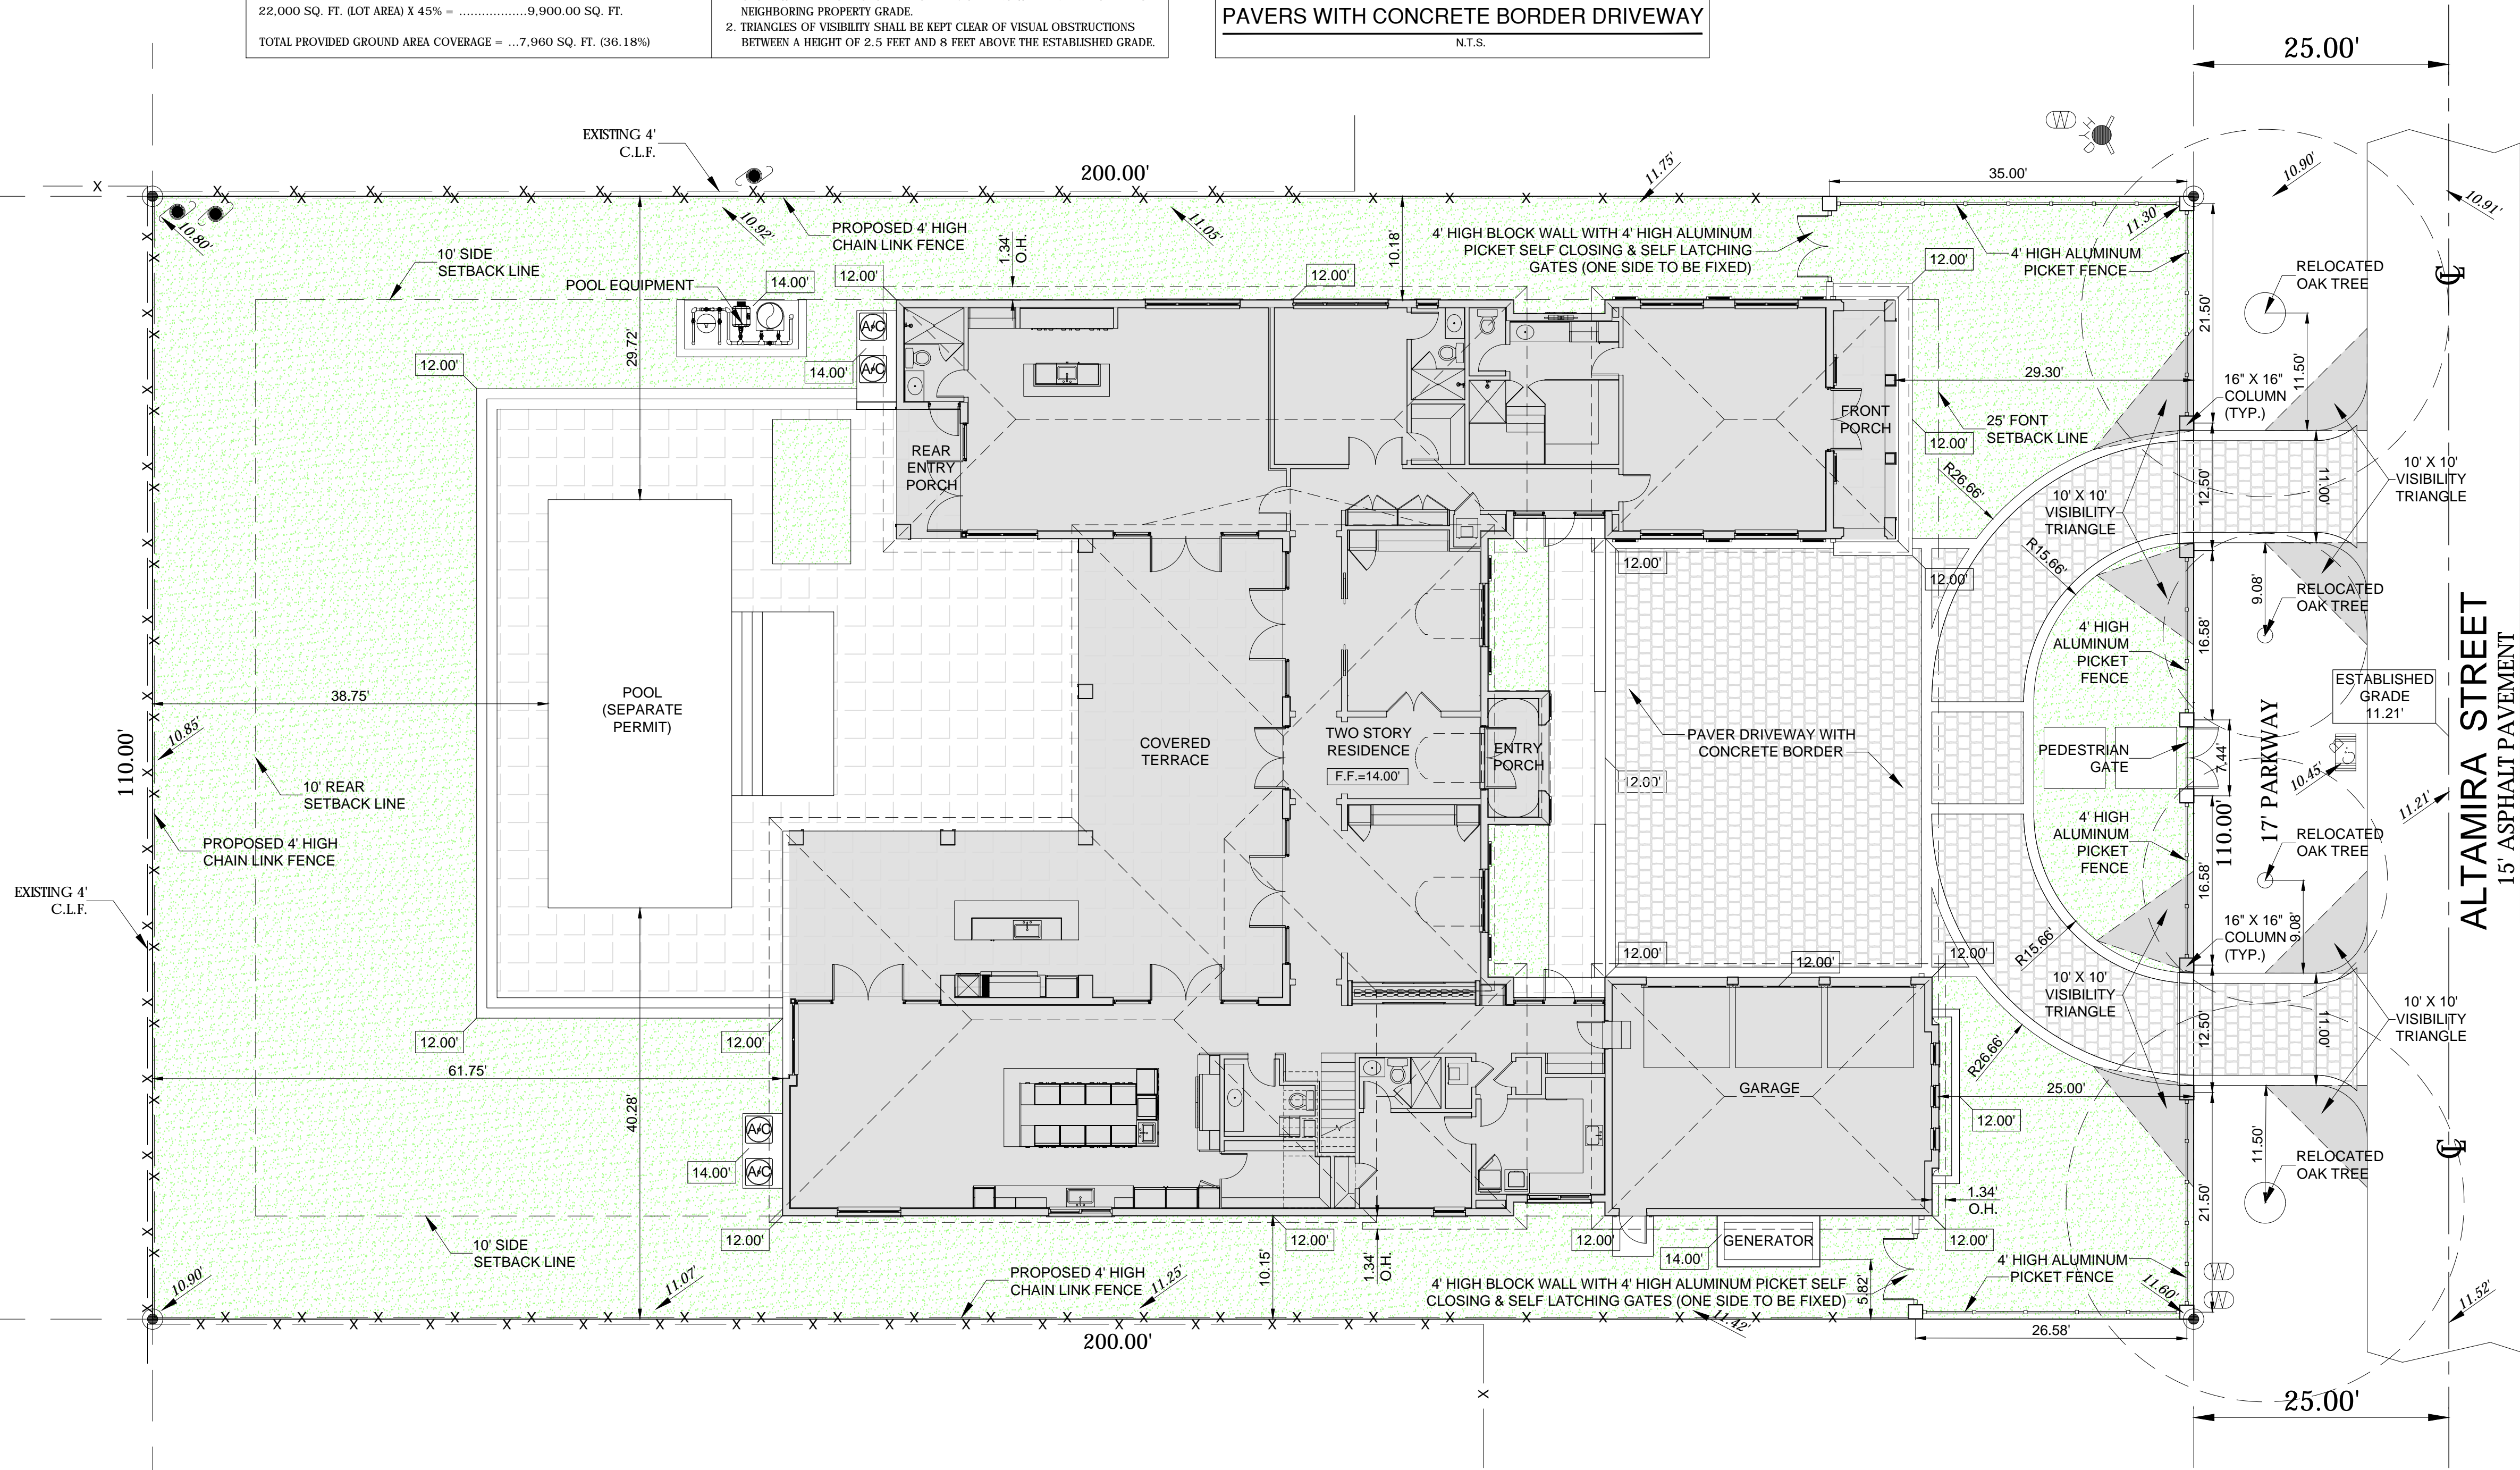 22,000 SQ. FT. (LOT AREA) X 45% = ..................9,900.00 SQ. FT.
TOTAL PROVIDED GROUND AREA COVERAGE = ...7,960 SQ. FT. (36.18%)
NEIGHBORING PROPERTY GRADE.
2. TRIANGLES OF VISIBILITY SHALL BE KEPT CLEAR OF VISUAL OBSTRUCTIONS
BETWEEN A HEIGHT OF 2.5 FEET AND 8 FEET ABOVE THE ESTABLISHED GRADE.
PAVERS WITH CONCRETE BORDER DRIVEWAY
N.T.S.
25.00'
EXISTING 4'
C.L.F.
200.00'
11.75'
35.00'
10.90'
10.91'
10.80'
10.92'
11.05'
11.30'
PROPOSED 4' HIGH
CHAIN LINK FENCE
1.34'
O.H.
10.18'
4' HIGH BLOCK WALL WITH 4' HIGH ALUMINUM
PICKET SELF CLOSING & SELF LATCHING
GATES (ONE SIDE TO BE FIXED)
4' HIGH ALUMINUM
PICKET FENCE
10' SIDE
SETBACK LINE
POOL EQUIPMENT
14.00'
12.00'
12.00'
12.00'
RELOCATED
OAK TREE
21.50'
11.50'
29.72'
A/C
A/C
14.00'
12.00'
29.30'
16" X 16"
COLUMN
(TYP.)
FRONT
PORCH
25' FONT
SETBACK LINE
12.00'
REAR
ENTRY
PORCH
R26.66'
10' X 10'
VISIBILITY
TRIANGLE
12.50'
11.00'
10' X 10'
VISIBILITY
TRIANGLE
R15.66'
12.00'
12.00'
9.08'
RELOCATED
OAK TREE
16.58'
4' HIGH
ALUMINUM
PICKET
FENCE
ESTABLISHED
GRADE
11.21'
38.75'
POOL
(SEPARATE
PERMIT)
10.85'
110.00'
COVERED
TERRACE
TWO STORY
RESIDENCE
F.F.=14.00'
ENTRY
PORCH
12.00'
PAVER DRIVEWAY WITH
CONCRETE BORDER
PEDESTRIAN
GATE
7.44'
110.00'
17' PARKWAY
10.45'
11.21'
ALTAMIRA STREET
15' ASPHALT PAVEMENT
10' REAR
SETBACK LINE
PROPOSED 4' HIGH
CHAIN LINK FENCE
EXISTING 4'
C.L.F.
4' HIGH
ALUMINUM
PICKET
FENCE
RELOCATED
OAK TREE
16.58'
9.08'
16" X 16"
COLUMN
(TYP.)
R15.66'
12.00'
12.00'
12.00'
10' X 10'
VISIBILITY
TRIANGLE
12.50'
11.00'
10' X 10'
VISIBILITY
TRIANGLE
12.00'
12.00'
61.75'
R26.66'
GARAGE
25.00'
12.00'
40.28'
A/C
A/C
14.00'
11.50'
RELOCATED
OAK TREE
21.50'
1.34'
O.H.
12.00'
12.00'
12.00'
12.00'
10' SIDE
SETBACK LINE
10.15'
1.34'
O.H.
14.00'
GENERATOR
5.82'
4' HIGH ALUMINUM
PICKET FENCE
10.90'
11.07'
PROPOSED 4' HIGH
CHAIN LINK FENCE
11.25'
4' HIGH BLOCK WALL WITH 4' HIGH ALUMINUM PICKET SELF
CLOSING & SELF LATCHING GATES (ONE SIDE TO BE FIXED)
11.60'
11.52'
11.42'
26.58'
200.00'
25.00'